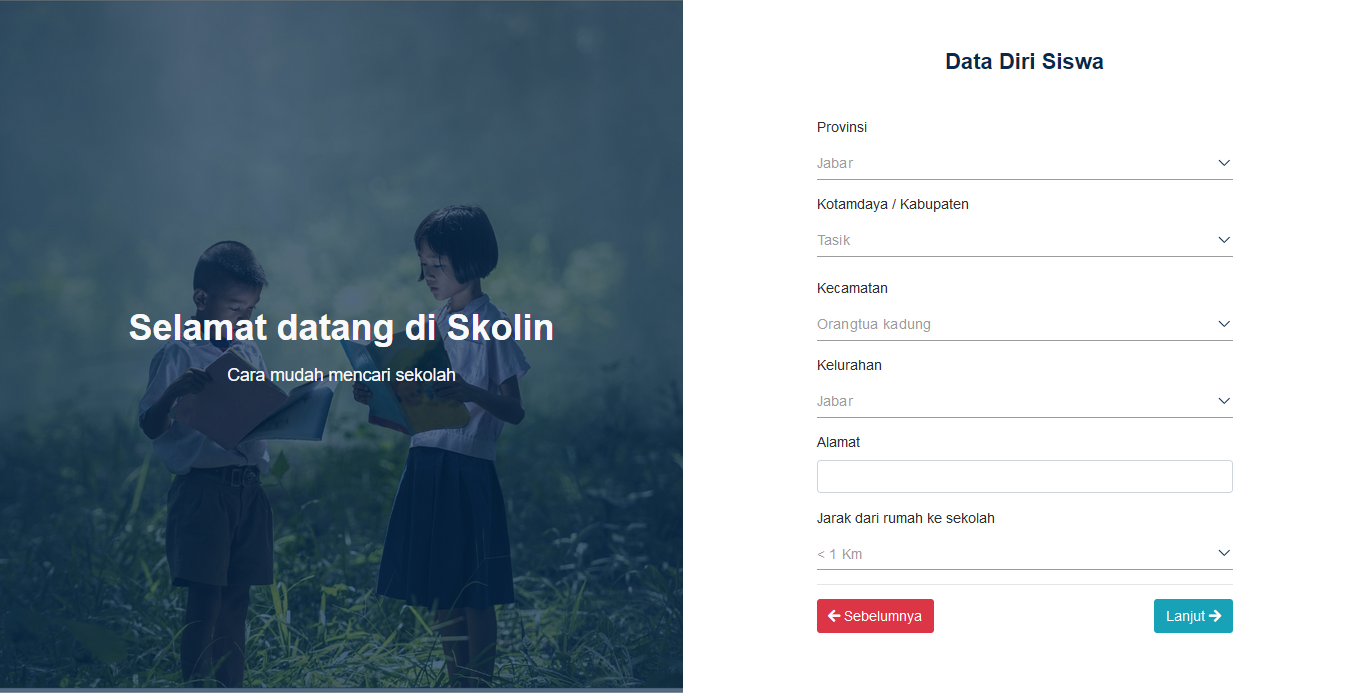 Selamat datang di Skolin
Cara mudah mencari sekolah
Data Diri Siswa
Provinsi
Jabar
Kotamdaya / Kabupaten
Tasik
Kecamatan
Orangtua kadung
Kelurahan
Jabar
Alamat
Jarak dari rumah ke sekolah
< 1 Km
Sebelumnya
Lanjut